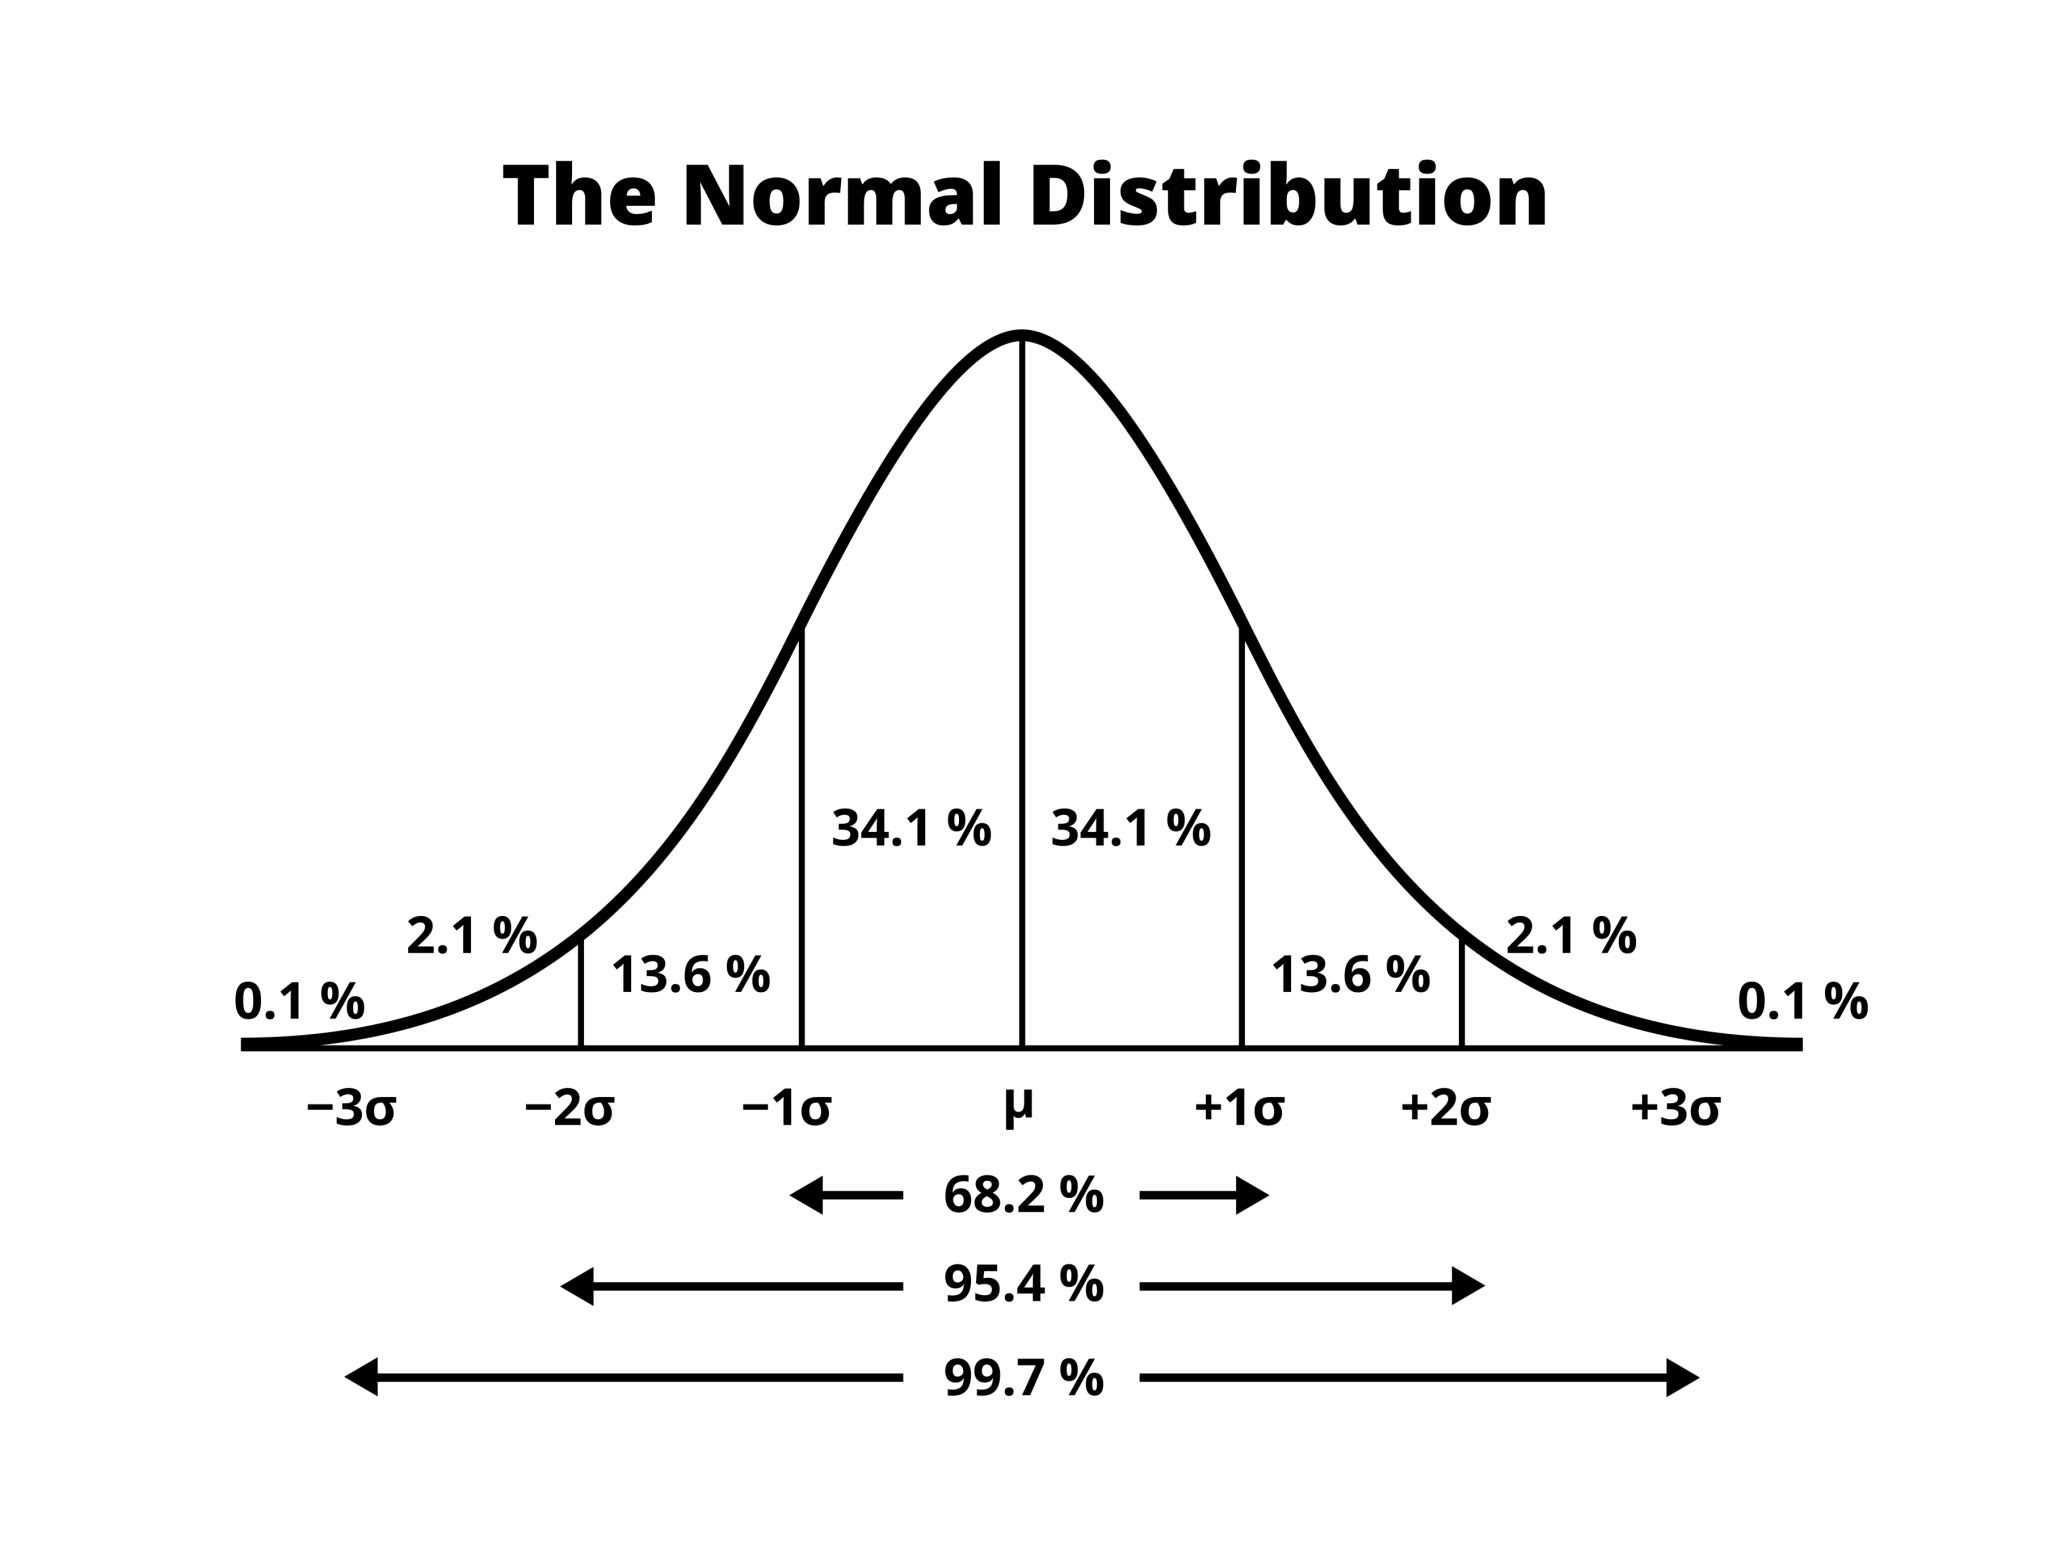 The Normal Distribution
34.1 % 34.1 %
2.1 % 2.1 %
13.6 % 13.6 %
0.1 % 0.1 %
−3σ −2σ −1σ μ +1σ +2σ +3σ
68.2 %
95.4 %
99.7 %